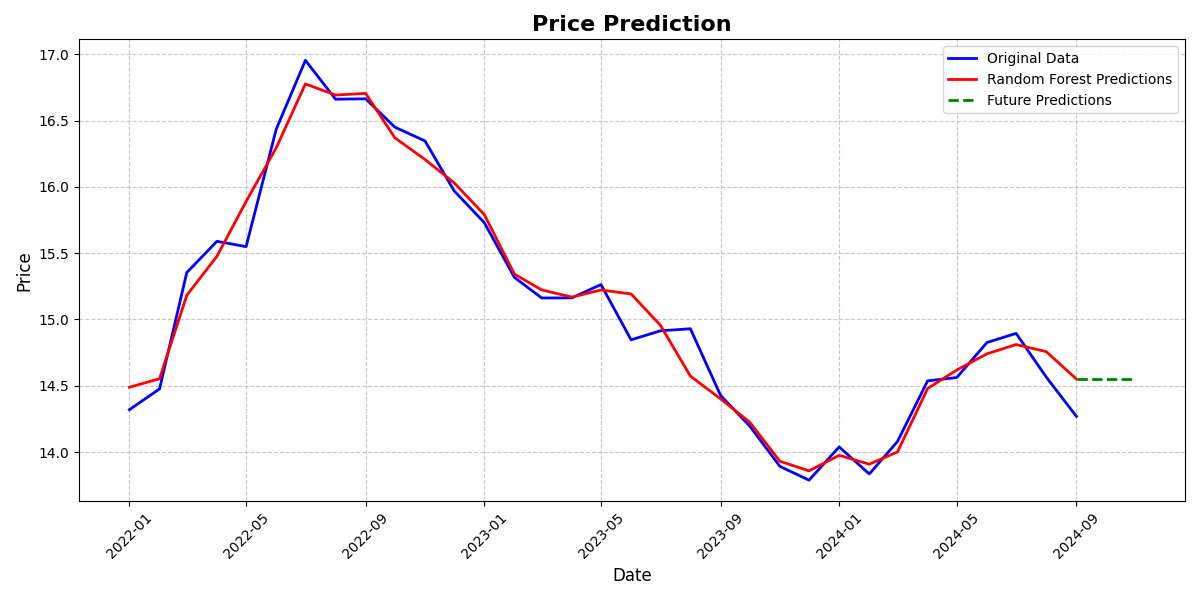 Price Prediction
Original Data
Random Forest Predictions
Future Predictions
Price
17.0
16.5
16.0
15.5
15.0
14.5
14.0
2022-01
2022-05
2022-09
2023-01
2023-05
2023-09
2024-01
2024-05
2024-09
Date